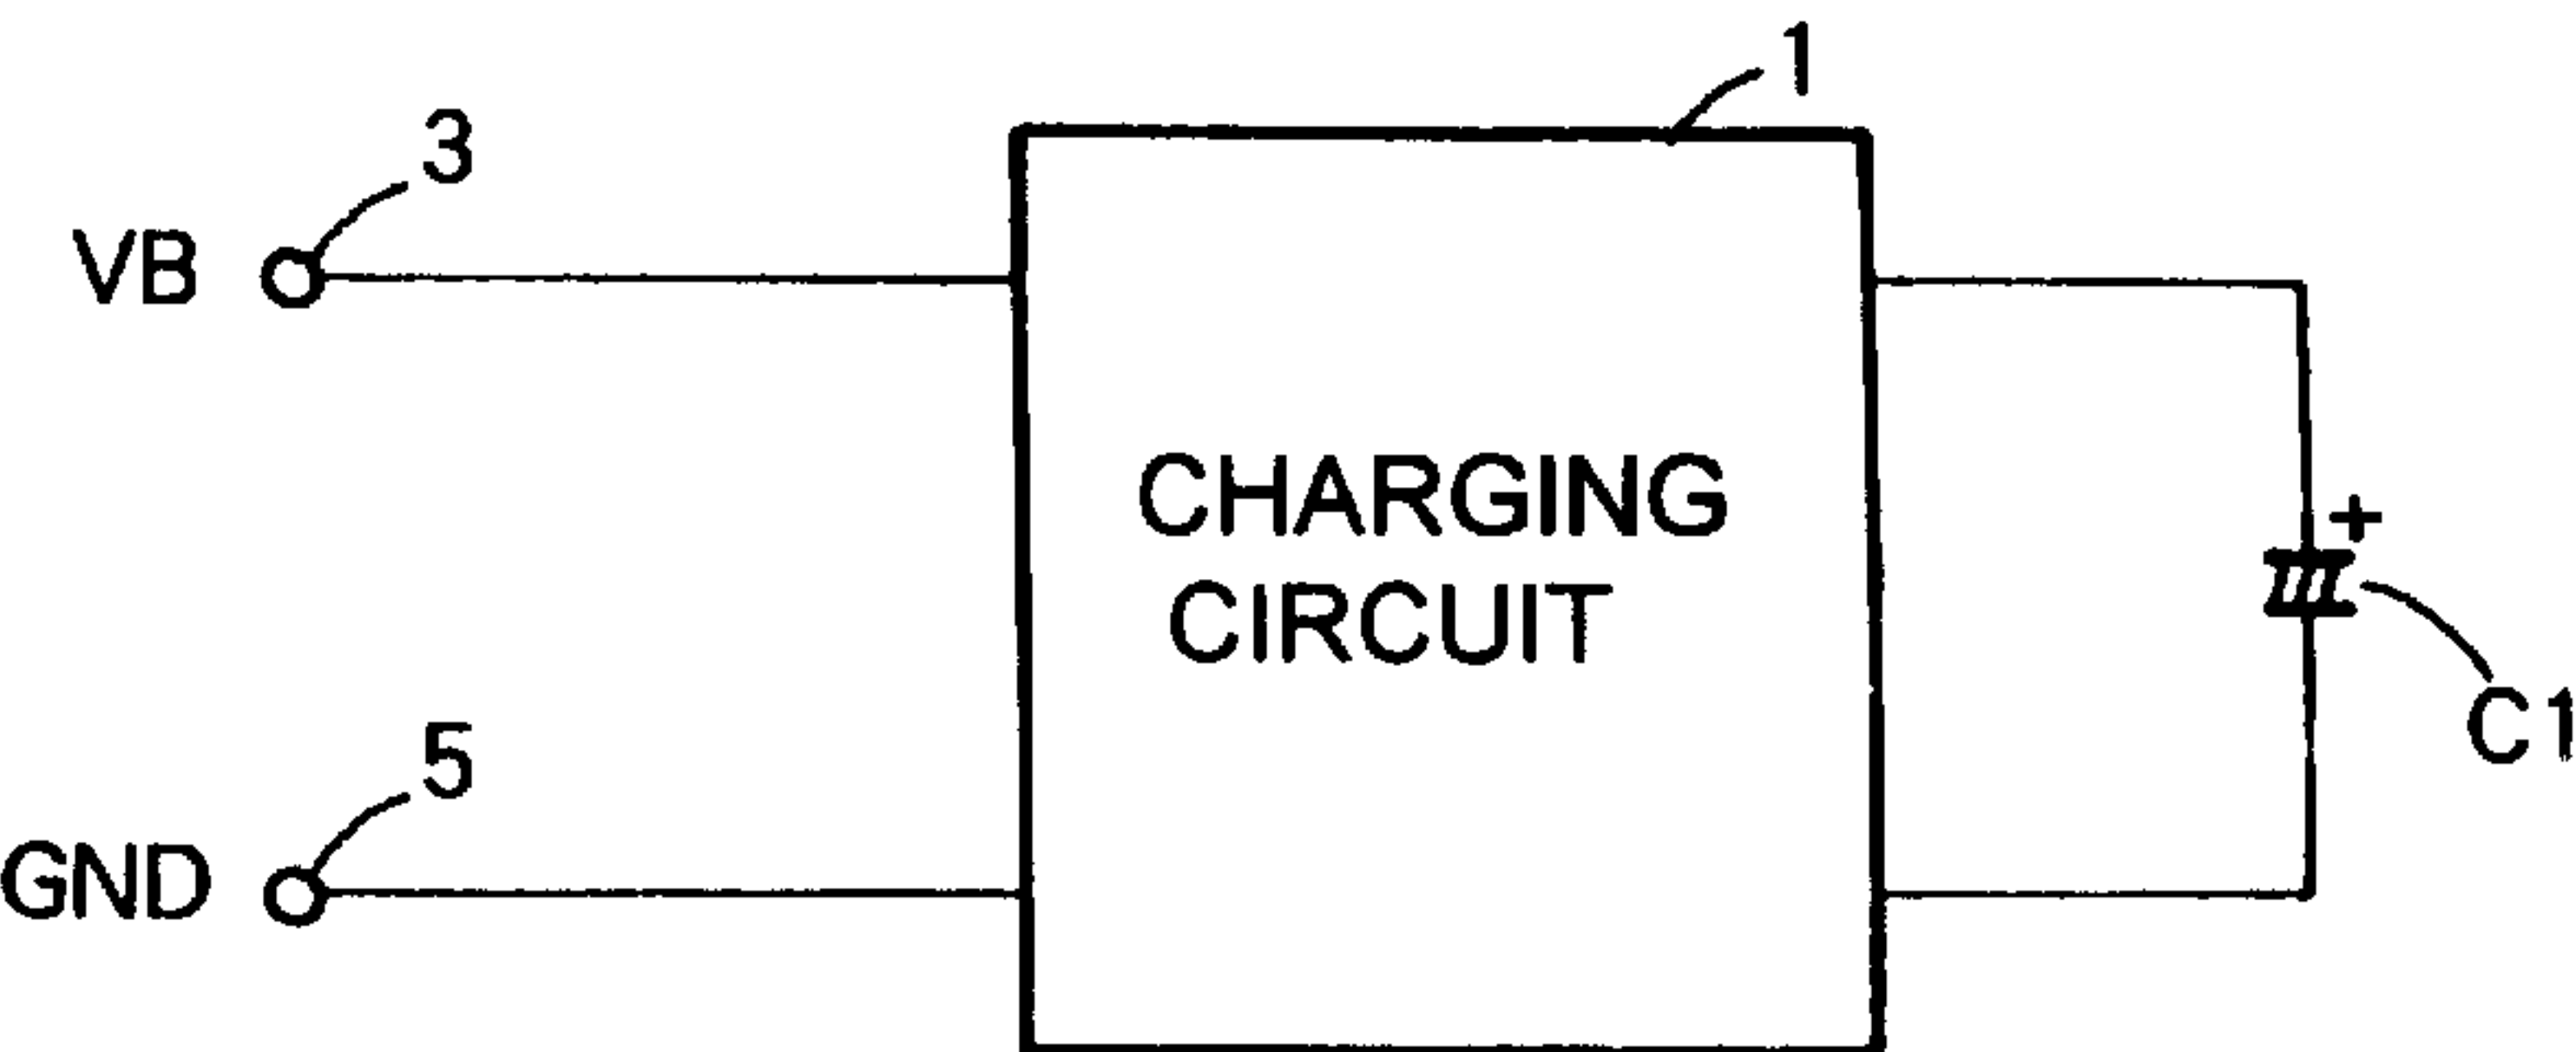 1
3
VB
CHARGING
CIRCUIT
+
C1
5
GND